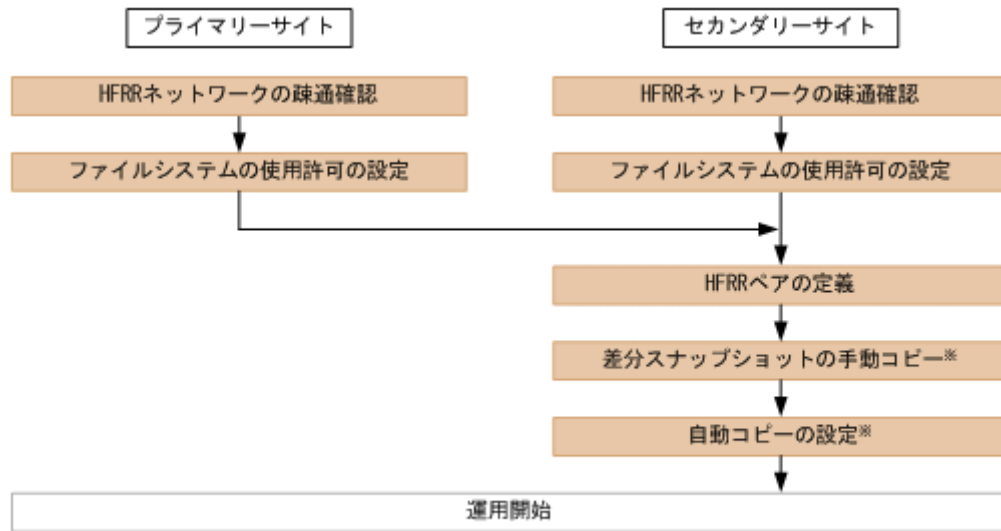 プライマリーサイト
セカンダリーサイト
HFRRネットワークの疎通確認
HFRRネットワークの疎通確認
ファイルシステムの使用許可の設定
ファイルシステムの使用許可の設定
HFRRペアの定義
差分スナップショットの手動コピー※
自動コピーの設定※
運用開始